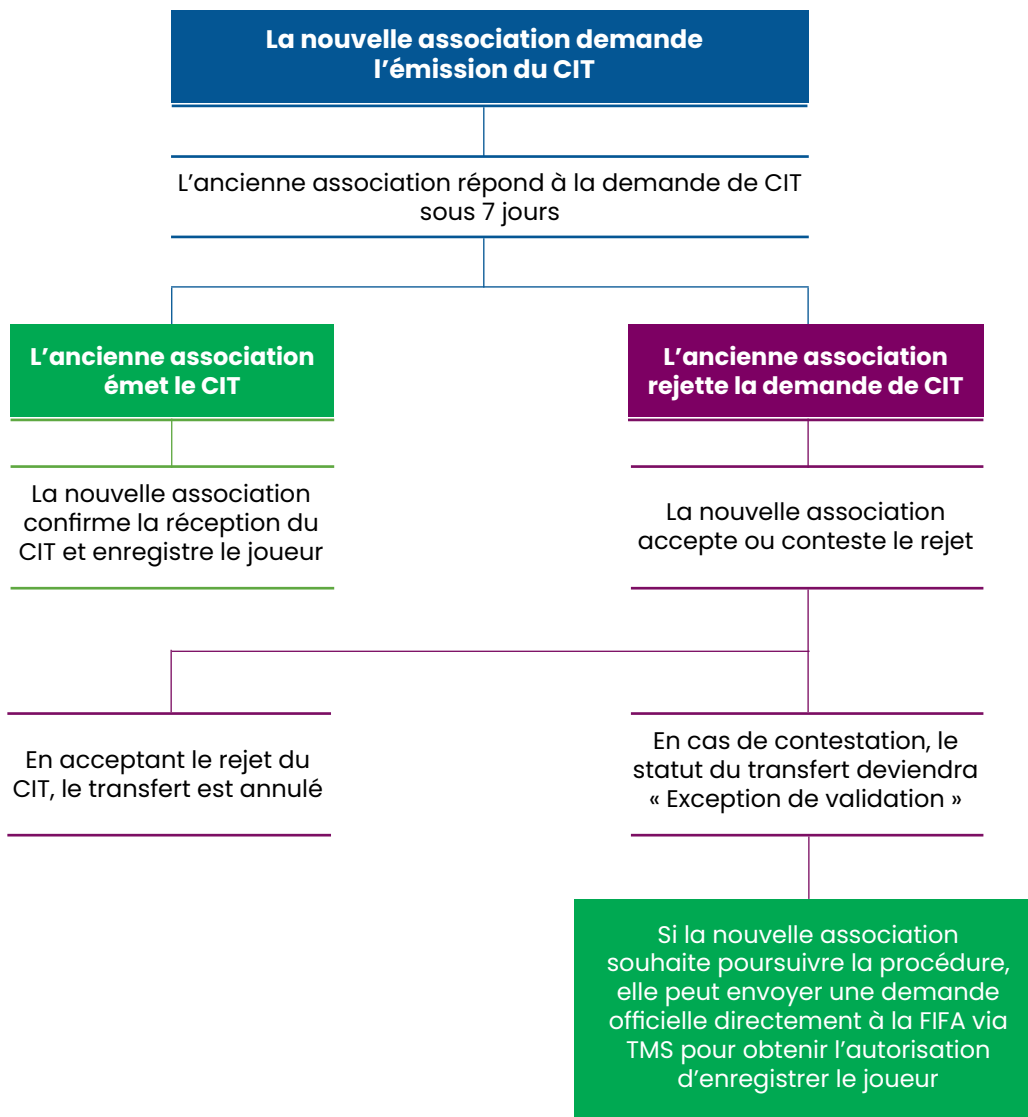 La nouvelle association demande
l’émission du CIT
L’ancienne association répond à la demande de CIT
sous 7 jours
L’ancienne association
émet le CIT
L’ancienne association
rejette la demande de CIT
La nouvelle association
confirme la réception du
CIT et enregistre le joueur
La nouvelle association
accepte ou conteste le rejet
En acceptant le rejet du
CIT, le transfert est annulé
En cas de contestation, le
statut du transfert deviendra
« Exception de validation »
Si la nouvelle association
souhaite poursuivre la procédure,
elle peut envoyer une demande
officielle directement à la FIFA via
TMS pour obtenir l’autorisation
d’enregistrer le joueur